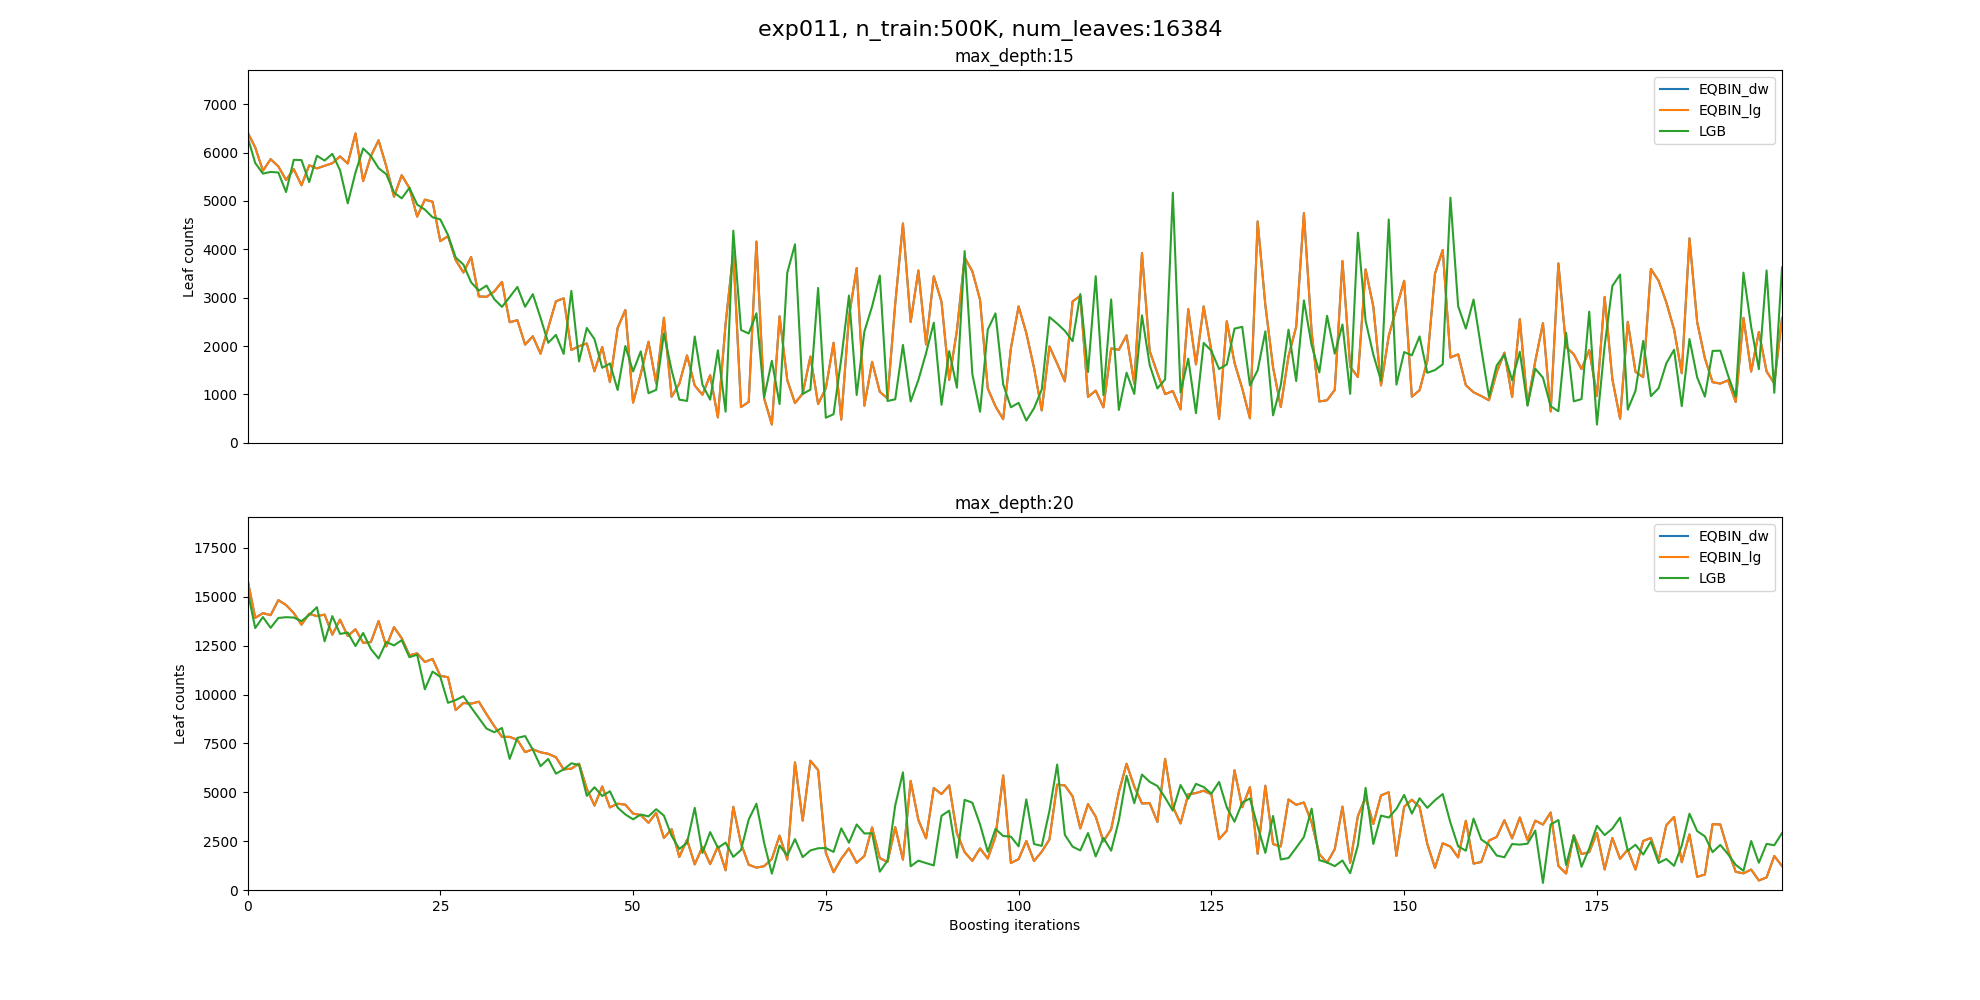 exp011, n_train:500K, num_leaves:16384
max_depth:15
Leaf counts
7000
6000
5000
4000
3000
2000
1000
0
EQBIN_dw
EQBIN_lg
LGB
max_depth:20
Leaf counts
17500
15000
12500
10000
7500
5000
2500
0
EQBIN_dw
EQBIN_lg
LGB
0 25 50 75 100 125 150 175
Boosting iterations